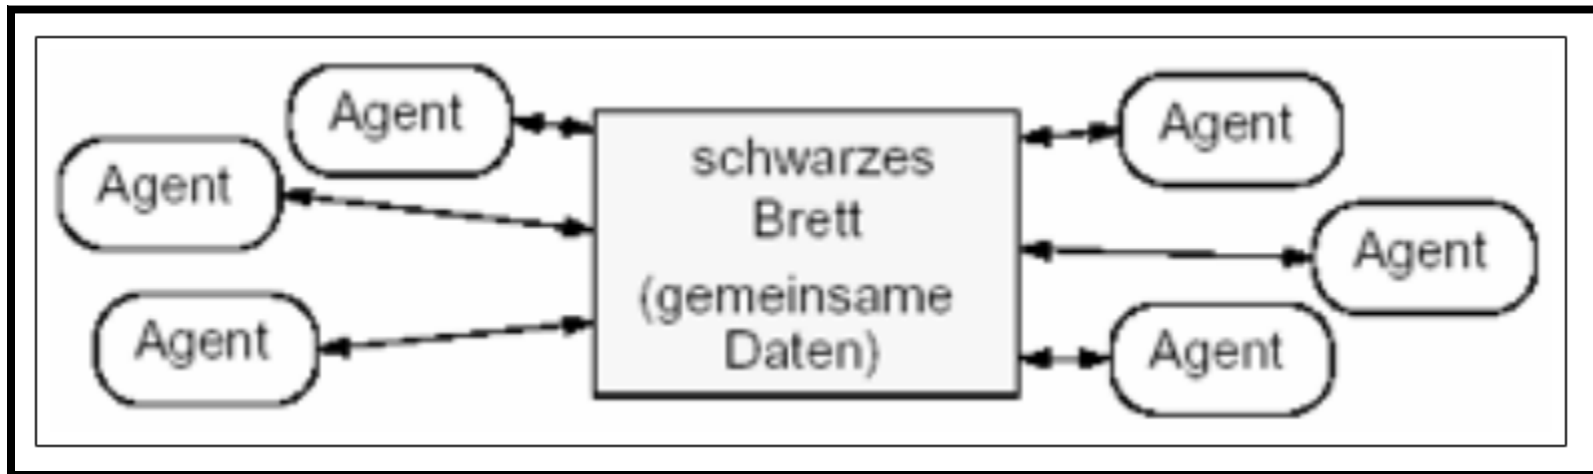 Agent
Agent
Agent
schwarzes
Brett
(gemeinsame
Daten)
Agent
Agent
Agent